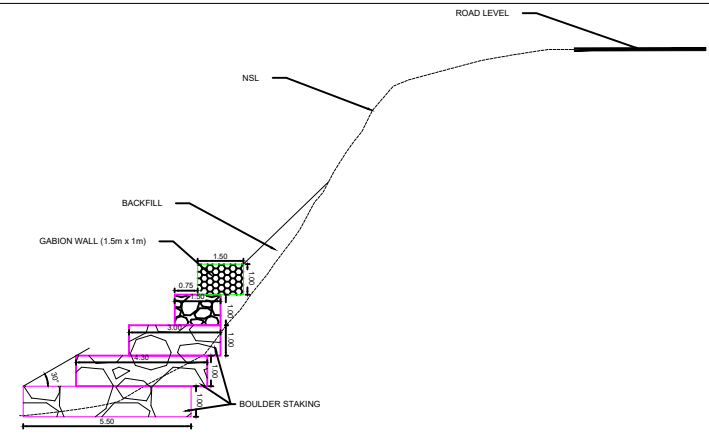 ROAD LEVEL
NSL
BACKFILL
GABION WALL (1.5m x 1m)
1.50
1.00
0.75
1.50
1.00
3.00
1.00
4.30
1.00
30°
1.00
BOULDER STAKING
5.50